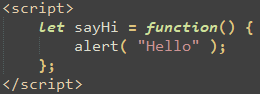 <script>
    let sayHi = function() {
        alert( "Hello" );
    };
</script>